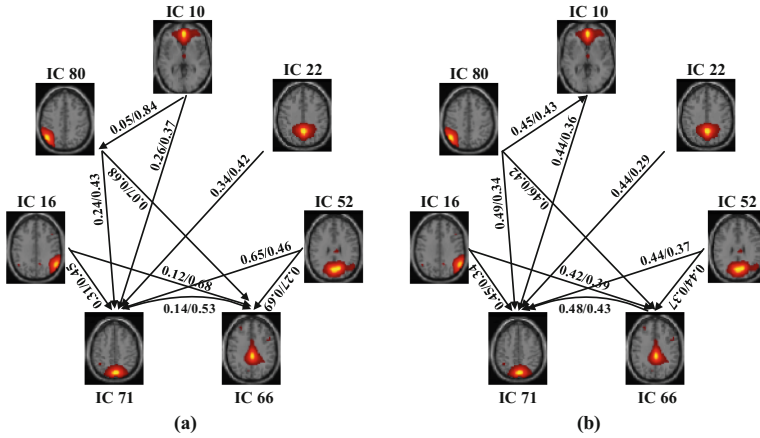 IC 10
IC 80
IC 22
0.05/0.84
0.26/0.37
0.24/0.43
0.07/0.68
0.34/0.42
IC 16
IC 52
0.65/0.46
0.12/0.68
0.31/0.45
0.27/0.69
0.14/0.53
IC 71
IC 66
(a)
IC 10
IC 80
IC 22
0.45/0.43
0.44/0.36
0.49/0.34
0.46/0.42
0.44/0.29
IC 16
IC 52
0.44/0.37
0.42/0.39
0.45/0.34
0.44/0.37
0.48/0.43
IC 71
IC 66
(b)